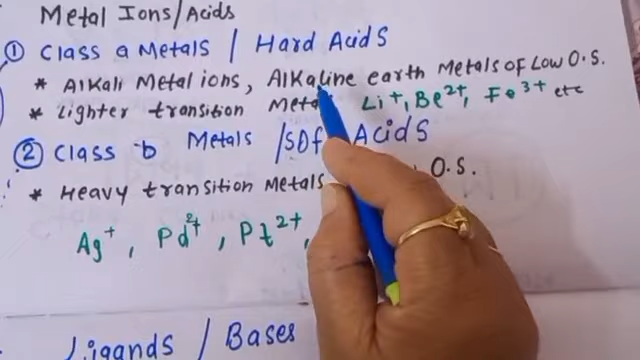 Metal Ions/Acids
① Class a Metals / Hard Acids
* Alkali Metal ions, Alkaline earth Metals of Low O.S.
* Lighter transition Li⁺, Be²⁺, Fe³⁺ etc
② Class b Metals / Acids
* Heavy transition Metals O.S.
Ag⁺, Pd²⁺, Pt²⁺,
Ligands / Bases